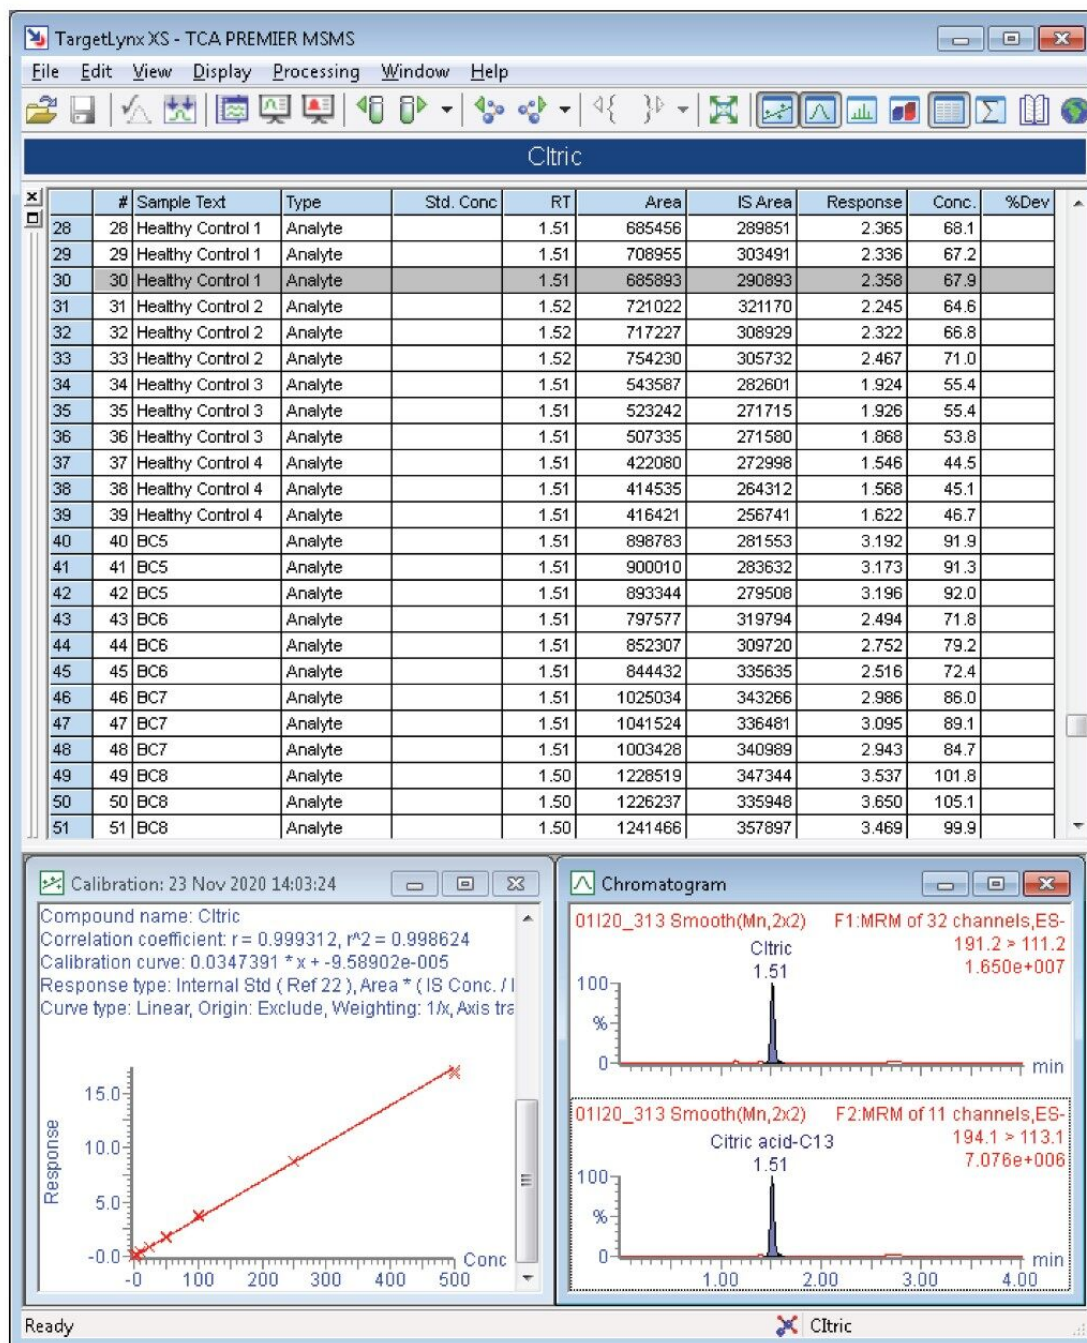 TargetLynx XS - TCA PREMIER MSMS
File Edit View Display Processing Window Help
CItric
# Sample Text Type Std. Conc RT Area IS Area Response Conc. %Dev
28 28 Healthy Control 1 Analyte 1.51 685456 289851 2.365 68.1
29 29 Healthy Control 1 Analyte 1.51 708955 303491 2.336 67.2
30 30 Healthy Control 1 Analyte 1.51 685893 290893 2.358 67.9
31 31 Healthy Control 2 Analyte 1.52 721022 321170 2.245 64.6
32 32 Healthy Control 2 Analyte 1.52 717227 308929 2.322 66.8
33 33 Healthy Control 2 Analyte 1.52 754230 305732 2.467 71.0
34 34 Healthy Control 3 Analyte 1.51 543587 282601 1.924 55.4
35 35 Healthy Control 3 Analyte 1.51 523242 271715 1.926 55.4
36 36 Healthy Control 3 Analyte 1.51 507335 271580 1.868 53.8
37 37 Healthy Control 4 Analyte 1.51 422080 272998 1.546 44.5
38 38 Healthy Control 4 Analyte 1.51 414535 264312 1.568 45.1
39 39 Healthy Control 4 Analyte 1.51 416421 256741 1.622 46.7
40 40 BC5 Analyte 1.51 898783 281553 3.192 91.9
41 41 BC5 Analyte 1.51 900010 283632 3.173 91.3
42 42 BC5 Analyte 1.51 893344 279508 3.196 92.0
43 43 BC6 Analyte 1.51 797577 319794 2.494 71.8
44 44 BC6 Analyte 1.51 852307 309720 2.752 79.2
45 45 BC6 Analyte 1.51 844432 335635 2.516 72.4
46 46 BC7 Analyte 1.51 1025034 343266 2.986 86.0
47 47 BC7 Analyte 1.51 1041524 336481 3.095 89.1
48 48 BC7 Analyte 1.51 1003428 340989 2.943 84.7
49 49 BC8 Analyte 1.50 1228519 347344 3.537 101.8
50 50 BC8 Analyte 1.50 1226237 335948 3.650 105.1
51 51 BC8 Analyte 1.50 1241466 357897 3.469 99.9
Calibration: 23 Nov 2020 14:03:24
Compound name: CItric
Correlation coefficient: r = 0.999312, r^2 = 0.998624
Calibration curve: 0.0347391 * x + -9.58902e-005
Response type: Internal Std ( Ref 22 ), Area * ( IS Conc. / I
Curve type: Linear, Origin: Exclude, Weighting: 1/x, Axis tra
Response
15.0
10.0
5.0
-0.0
Conc
-0 100 200 300 400 500
Chromatogram
01I20_313 Smooth(Mn,2x2) F1:MRM of 32 channels,ES-
CItric 191.2 > 111.2
1.51 1.650e+007
100
%
0
min
01I20_313 Smooth(Mn,2x2) F2:MRM of 11 channels,ES-
Citric acid-C13 194.1 > 113.1
1.51 7.076e+006
100
%
0
min
1.00 2.00 3.00 4.00
Ready CItric